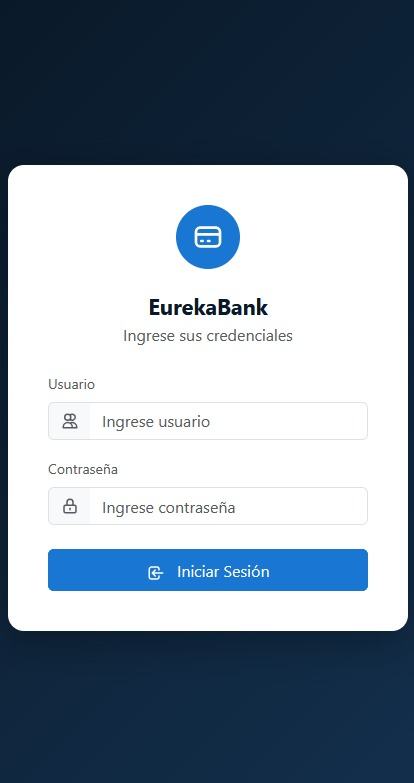 EurekaBank
Ingrese sus credenciales
Usuario
Ingrese usuario
Contraseña
Ingrese contraseña
Iniciar Sesión